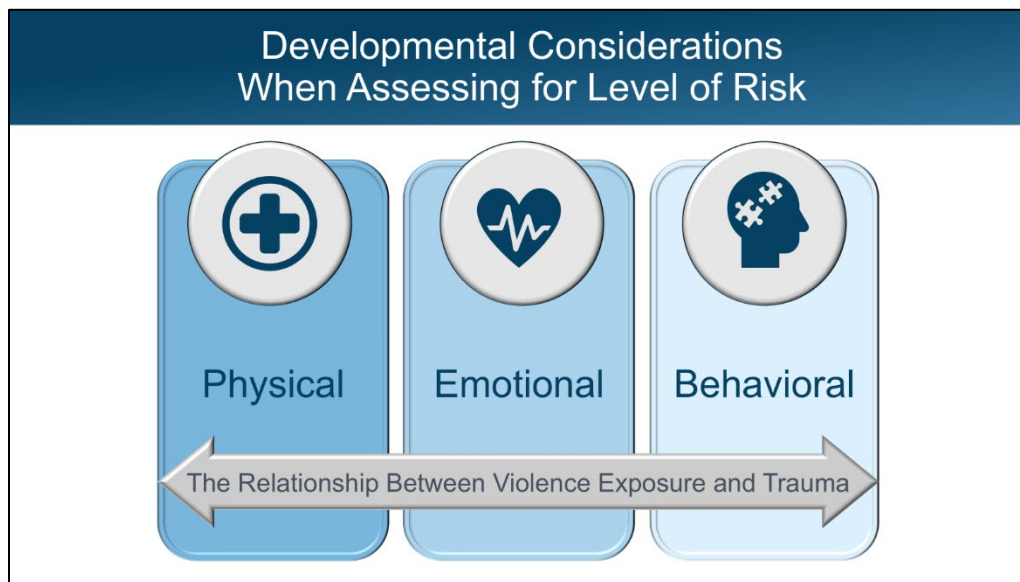 Developmental Considerations
When Assessing for Level of Risk
Physical
Emotional
Behavioral
The Relationship Between Violence Exposure and Trauma